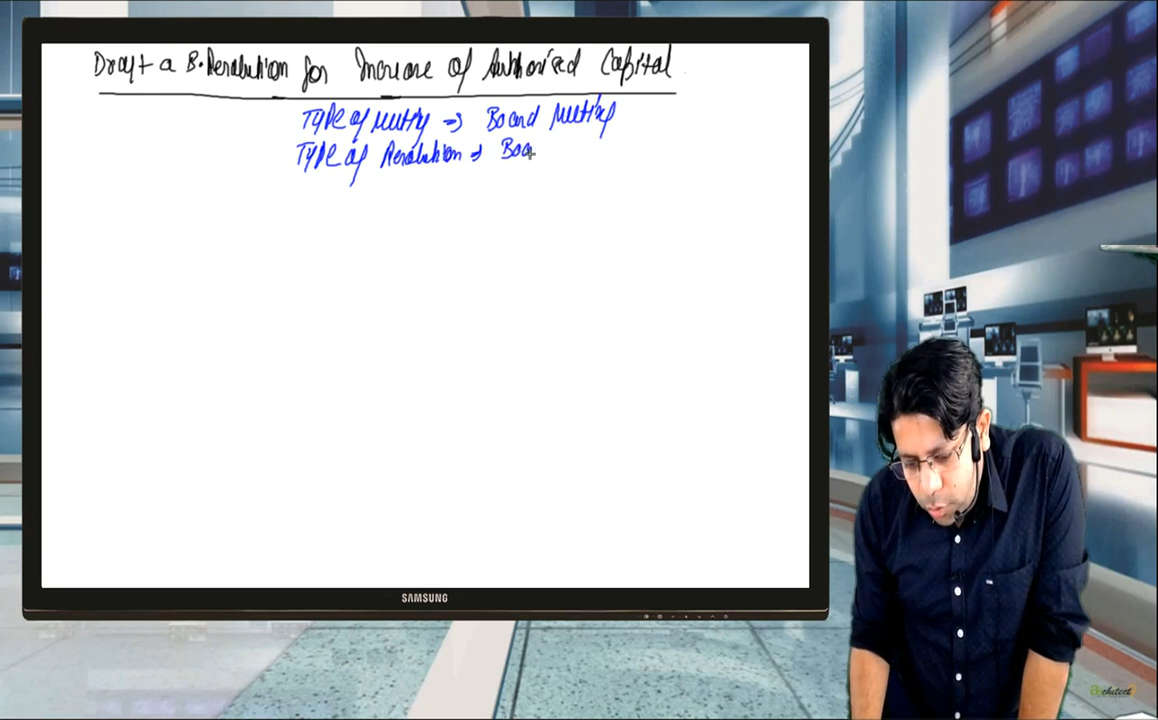 Draft a B. Resolution for Increase of Authorised Capital
Type of Meeting => Board Meeting
Type of Resolution => Boa
SAMSUNG